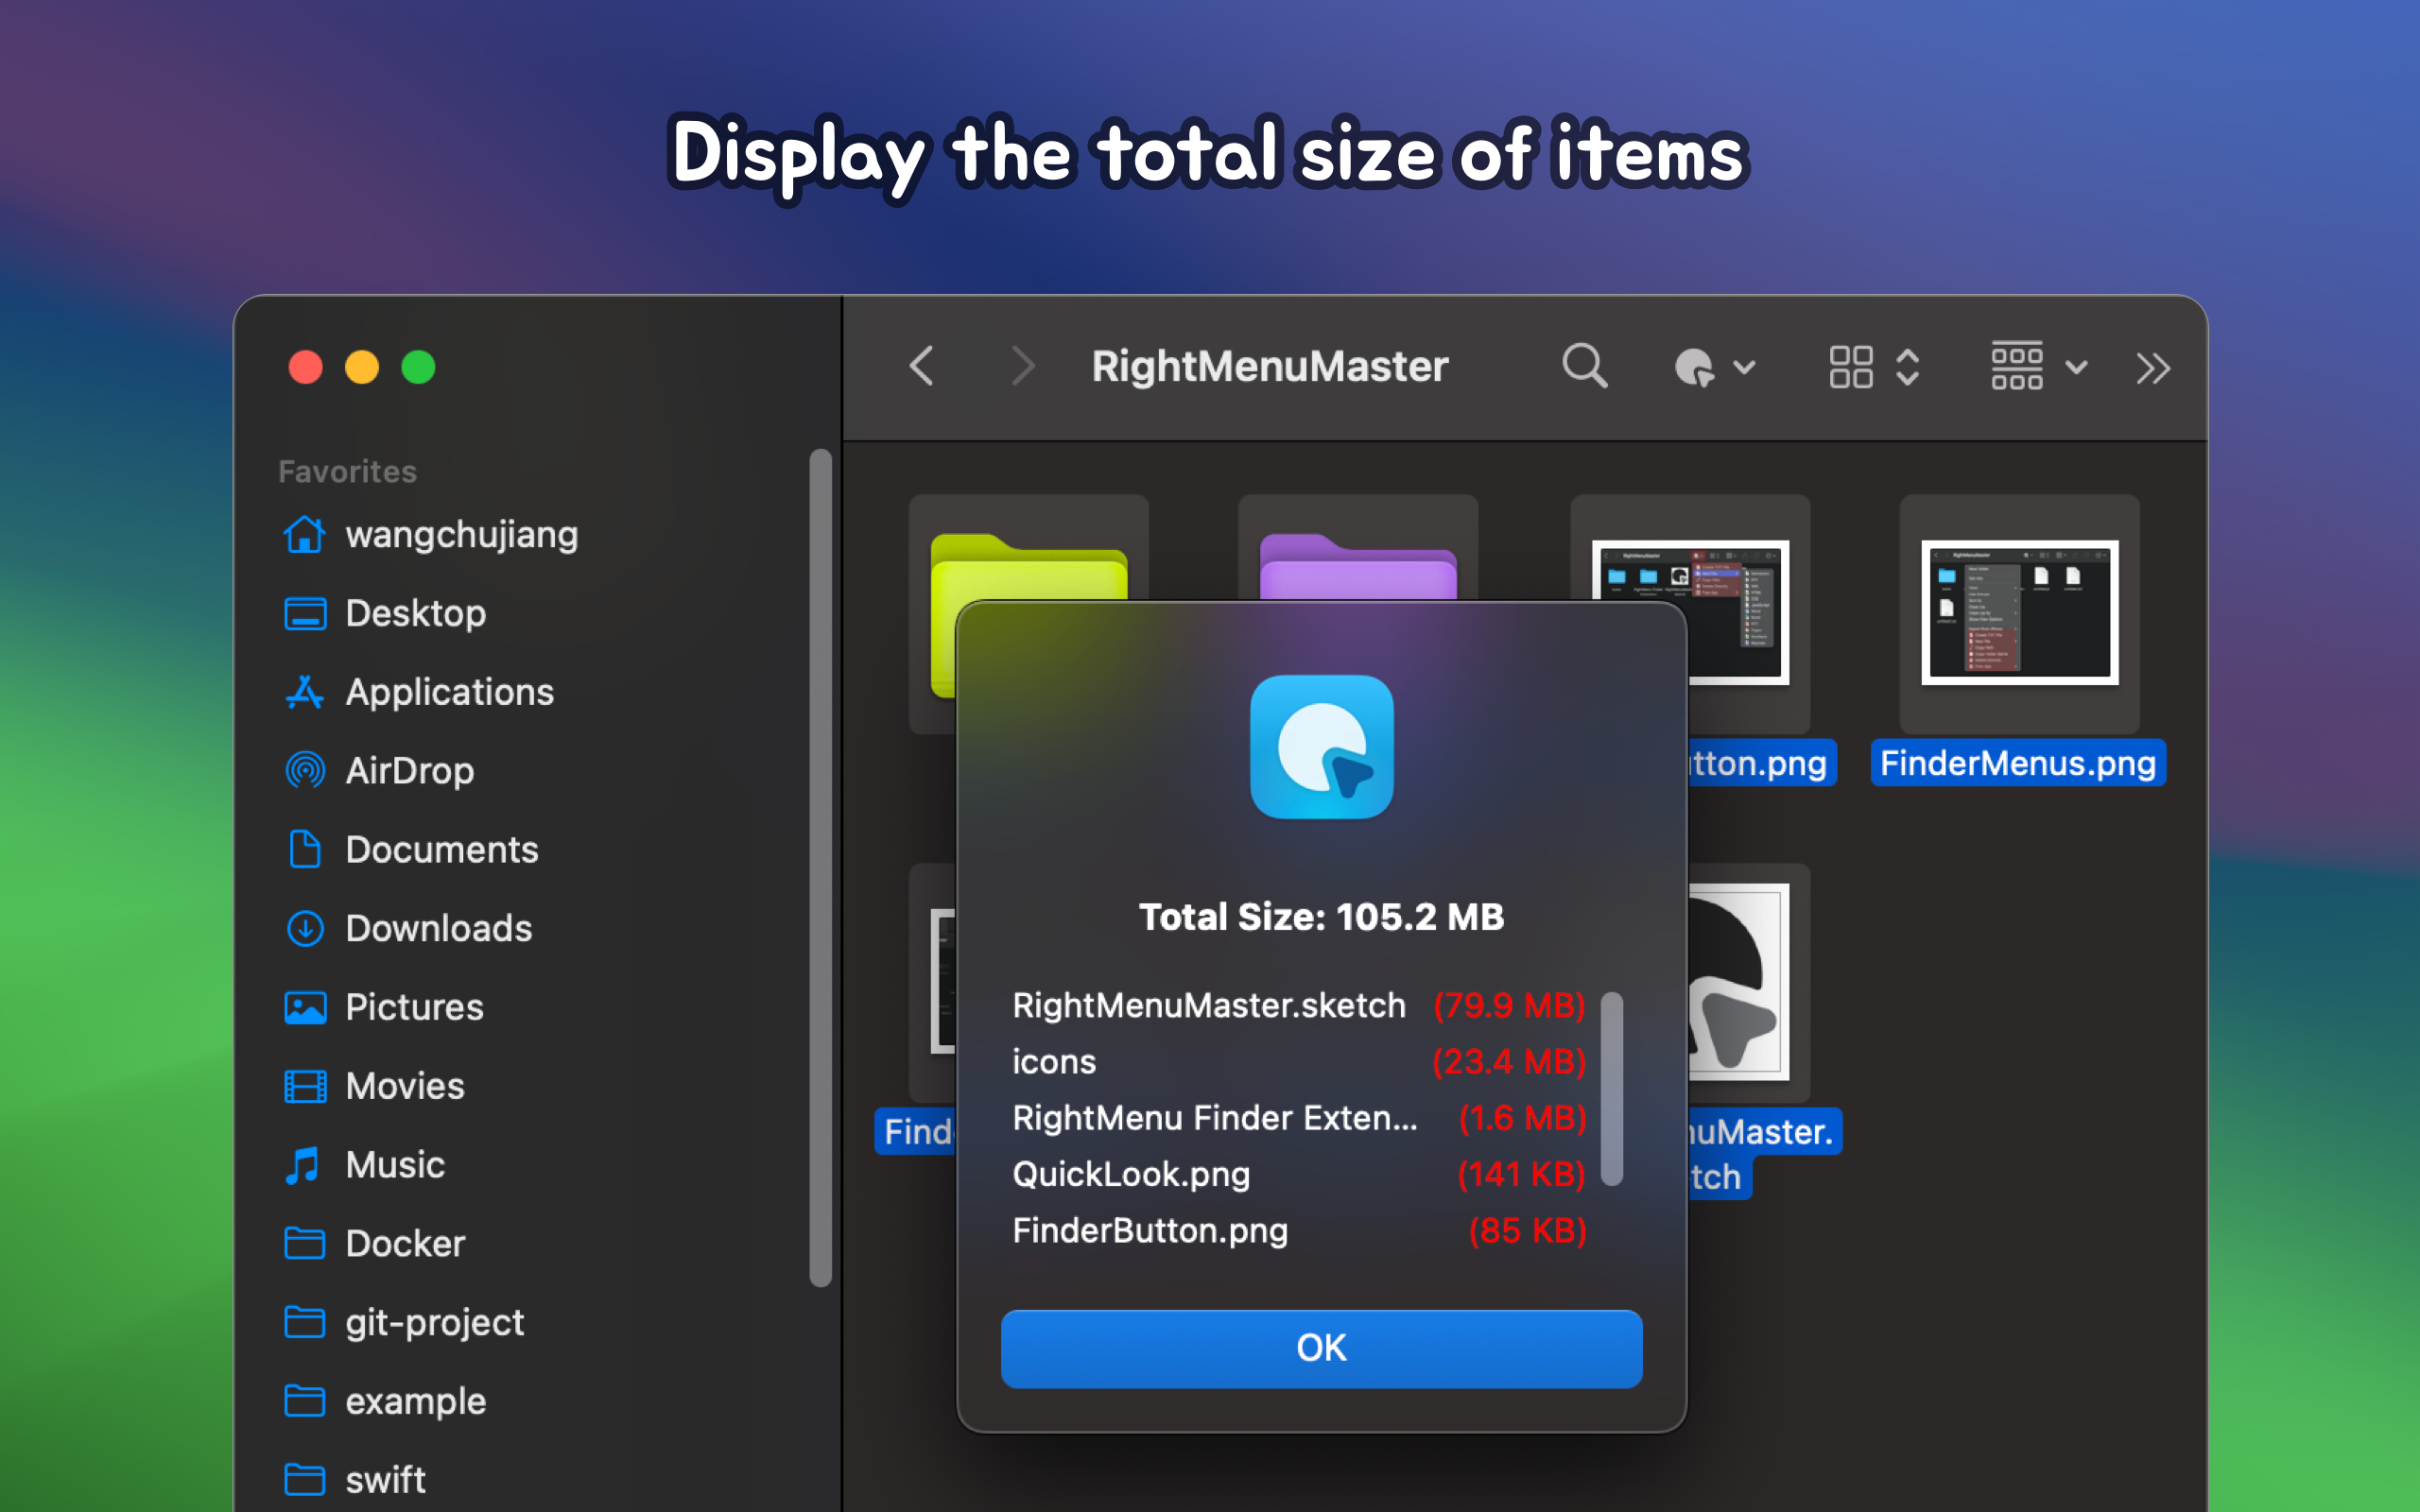 Display the total size of items
RightMenuMaster
Favorites
wangchujiang
Desktop
Applications
AirDrop
Documents
Downloads
Pictures
Movies
Music
Docker
git-project
example
swift
tton.png
FinderMenus.png
Find
nuMaster.
tch
Total Size: 105.2 MB
RightMenuMaster.sketch (79.9 MB)
icons (23.4 MB)
RightMenu Finder Exten... (1.6 MB)
QuickLook.png (141 KB)
FinderButton.png (85 KB)
OK